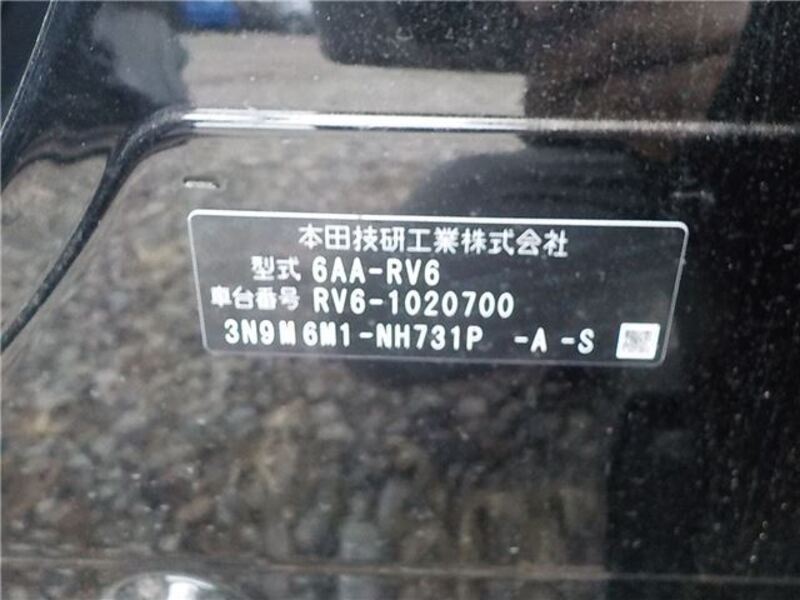 本田技研工業株式会社
型式 6AA-RV6
車台番号 RV6-1020700
3N9M6M1-NH731P -A -S